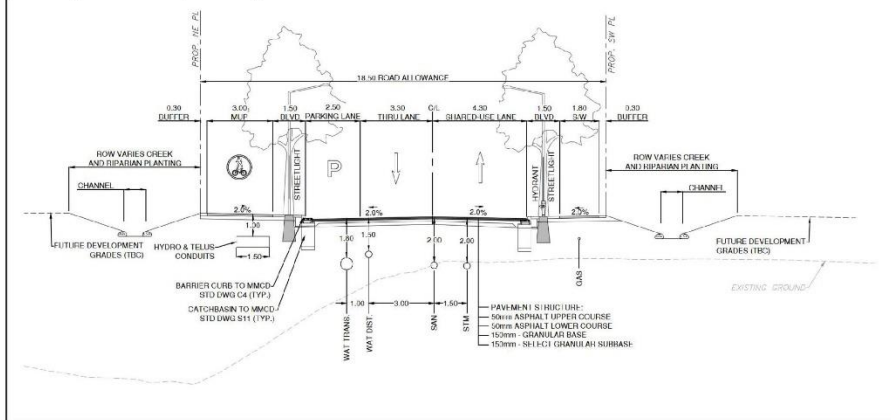 PROP. NE PL
PROP. SW PL
18.50 ROAD ALLOWANCE
0.30
BUFFER
3.00
MUP
1.50
BLVD.
2.50
PARKING LANE
3.30
THRU LANE
C/L
4.30
SHARED-USE LANE
1.50
BLVD.
1.80
S/W
0.30
BUFFER
ROW VARIES CREEK
AND RIPARIAN PLANTING
CHANNEL
STREETLIGHT
P
HYDRANT
STREETLIGHT
ROW VARIES CREEK
AND RIPARIAN PLANTING
CHANNEL
2.0%
2.0%
2.0%
2.0%
1.00
FUTURE DEVELOPMENT
GRADES (TBC)
HYDRO & TELUS
CONDUITS
1.50
1.80
1.50
2.00
2.00
GAS
FUTURE DEVELOPMENT
GRADES (TBC)
BARRIER CURB TO MMCD
STD DWG C4 (TYP.)
CATCHBASIN TO MMCD
STD DWG S11 (TYP.)
EXISTING GROUND
1.00
3.00
1.50
WAT TRANS.
WAT DIST.
SAN
STM
PAVEMENT STRUCTURE:
50mm ASPHALT UPPER COURSE
50mm ASPHALT LOWER COURSE
150mm - GRANULAR BASE
150mm - SELECT GRANULAR SUBBASE